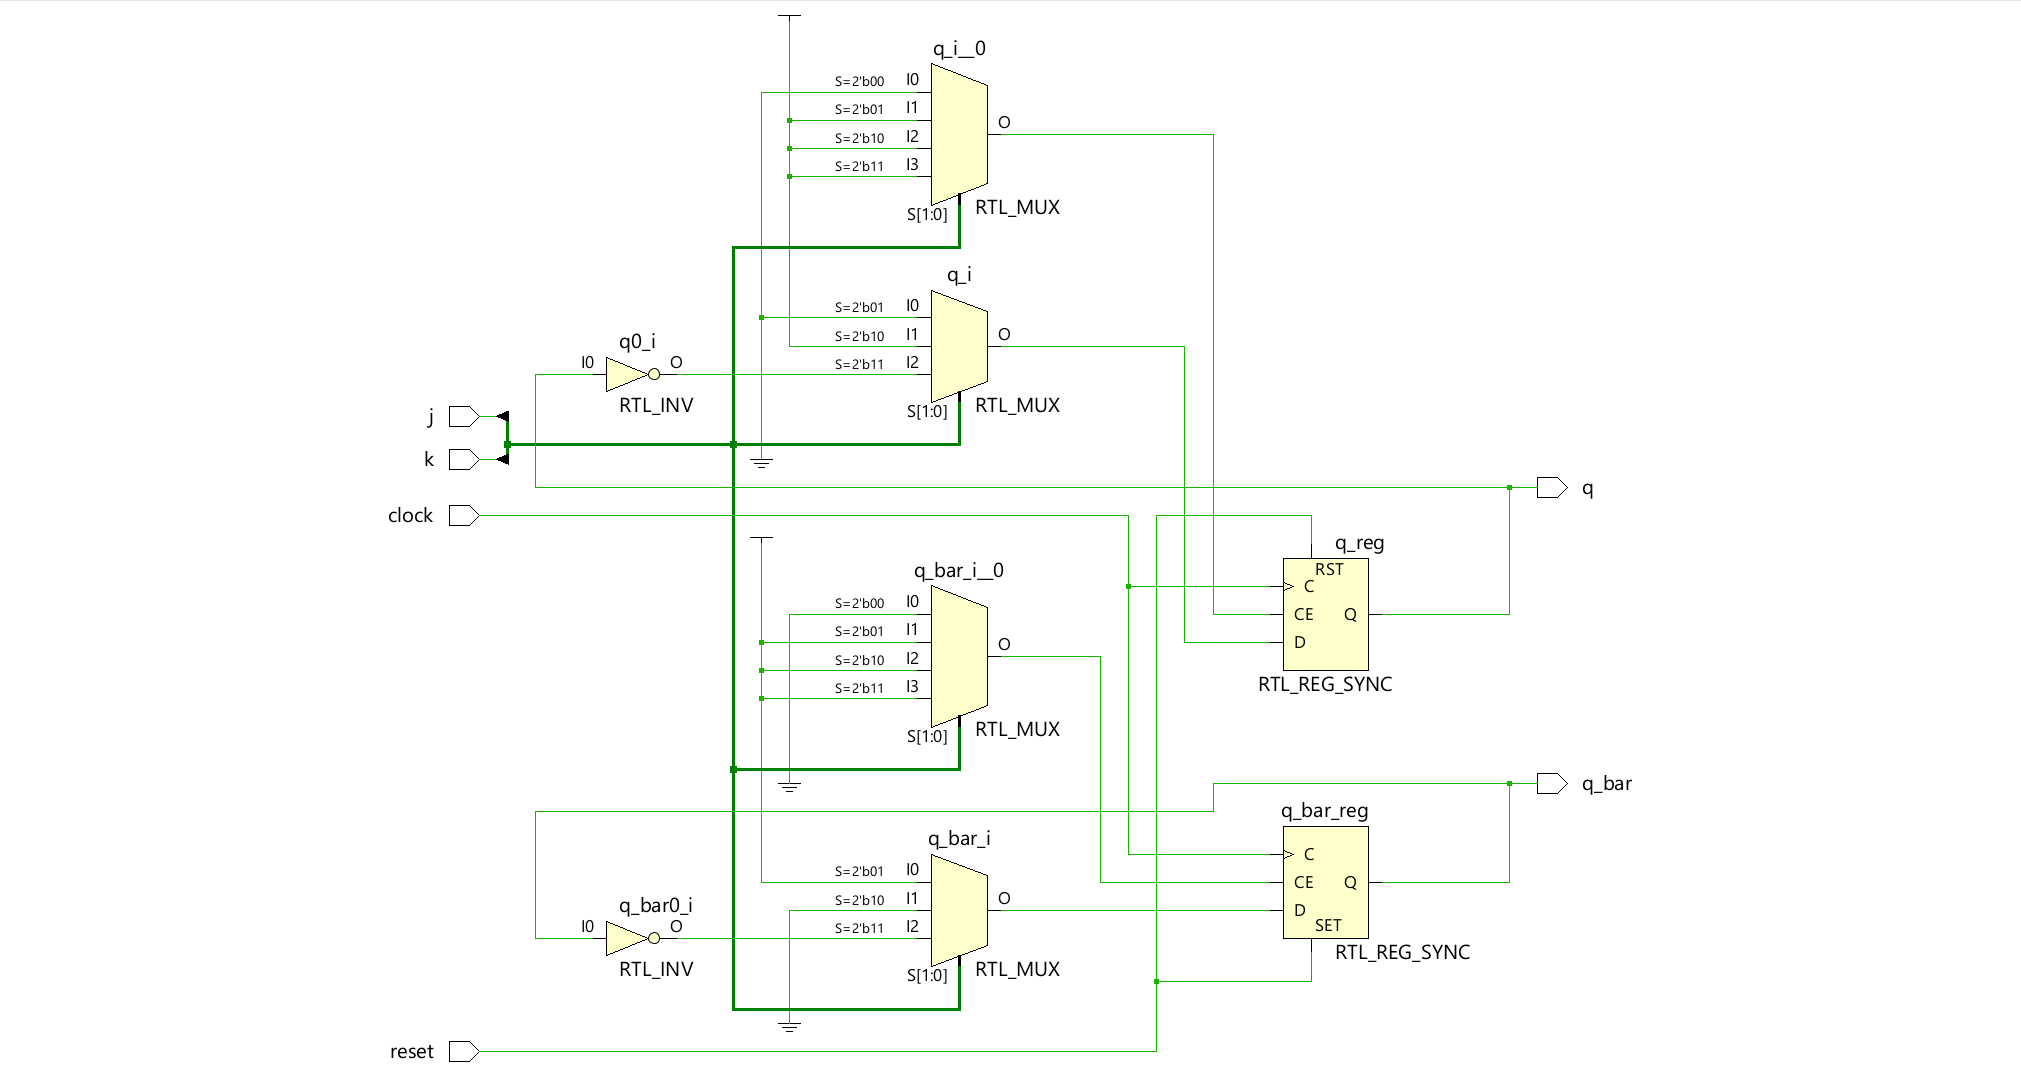 q_i__0
S=2'b00 I0
S=2'b01 I1
S=2'b10 I2
S=2'b11 I3
O
S[1:0]
RTL_MUX
q_i
S=2'b01 I0
S=2'b10 I1
S=2'b11 I2
O
S[1:0]
RTL_MUX
q0_i
I0
O
RTL_INV
j
k
clock
q
q_reg
RST
C
CE
Q
D
RTL_REG_SYNC
q_bar_i__0
S=2'b00 I0
S=2'b01 I1
S=2'b10 I2
S=2'b11 I3
O
S[1:0]
RTL_MUX
q_bar
q_bar_reg
C
CE
Q
D
SET
RTL_REG_SYNC
q_bar_i
S=2'b01 I0
S=2'b10 I1
S=2'b11 I2
O
S[1:0]
RTL_MUX
q_bar0_i
I0
O
RTL_INV
reset